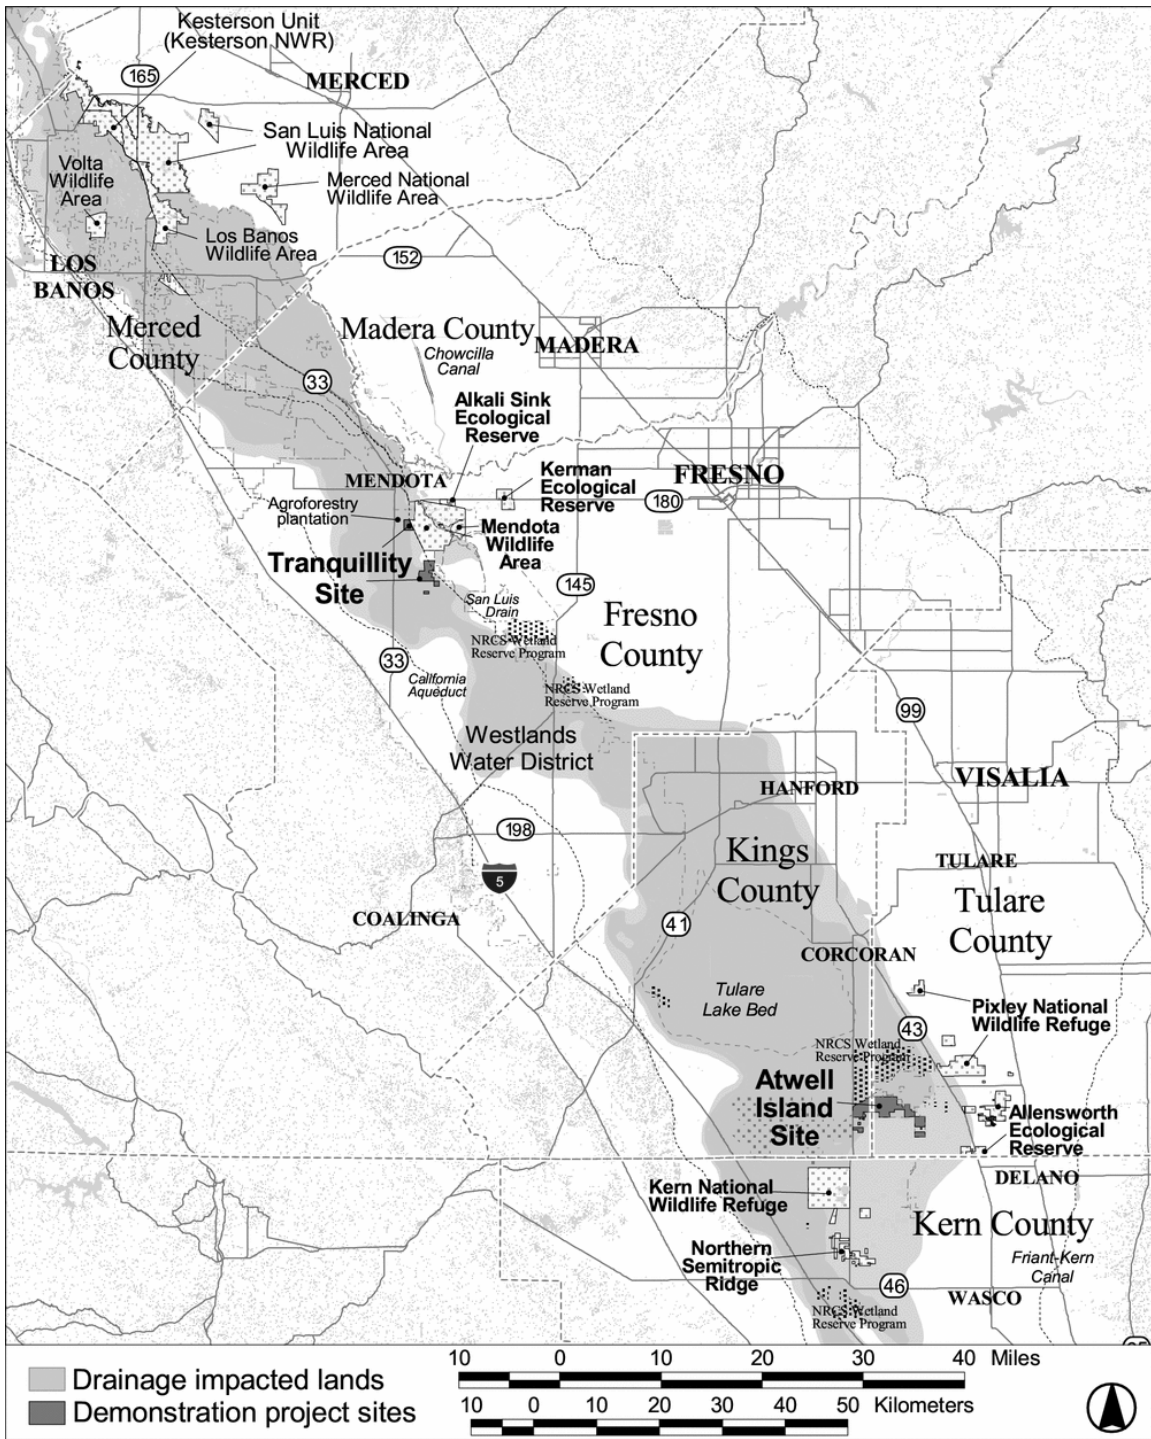 Kesterson Unit
(Kesterson NWR)
165
MERCED
San Luis National
Wildlife Area
Volta
Wildlife
Area
Merced National
Wildlife Area
Los Banos
Wildlife Area
LOS
BANOS
152
Merced
County
Madera County
MADERA
Chowcilla
Canal
33
Alkali Sink
Ecological
Reserve
MENDOTA
Kerman
Ecological
Reserve
FRESNO
180
Agroforestry
plantation
Mendota
Wildlife
Area
Tranquillity
Site
145
San Luis
Drain
Fresno
County
NRCS Wetland
Reserve Program
33
California
Aqueduct
NRCS Wetland
Reserve Program
99
Westlands
Water District
VISALIA
HANFORD
198
Kings
County
TULARE
5
COALINGA
41
Tulare
County
CORCORAN
Tulare
Lake Bed
Pixley National
Wildlife Refuge
43
NRCS Wetland
Reserve Program
Atwell
Island
Site
Allensworth
Ecological
Reserve
DELANO
Kern National
Wildlife Refuge
Kern County
Northern
Semitropic
Ridge
Friant-Kern
Canal
46
WASCO
NRCS Wetland
Reserve Program
Drainage impacted lands
Demonstration project sites
10 0 10 20 30 40 Miles
10 0 10 20 30 40 50 Kilometers